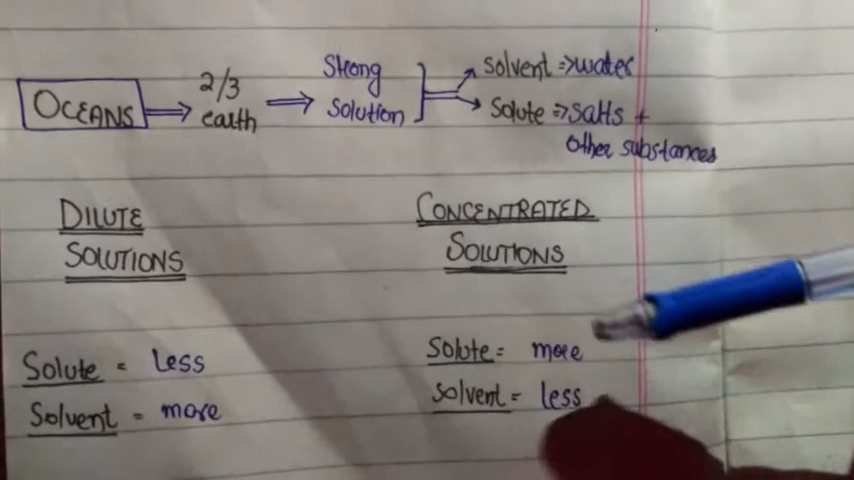 OCEANS ⇒ 2/3 earth ⇒ Strong Solution
Solvent ⇒ water
Solute ⇒ salts +
other substances
DILUTE
SOLUTIONS
Solute = less
Solvent = more
CONCENTRATED
SOLUTIONS
Solute = more
Solvent = less